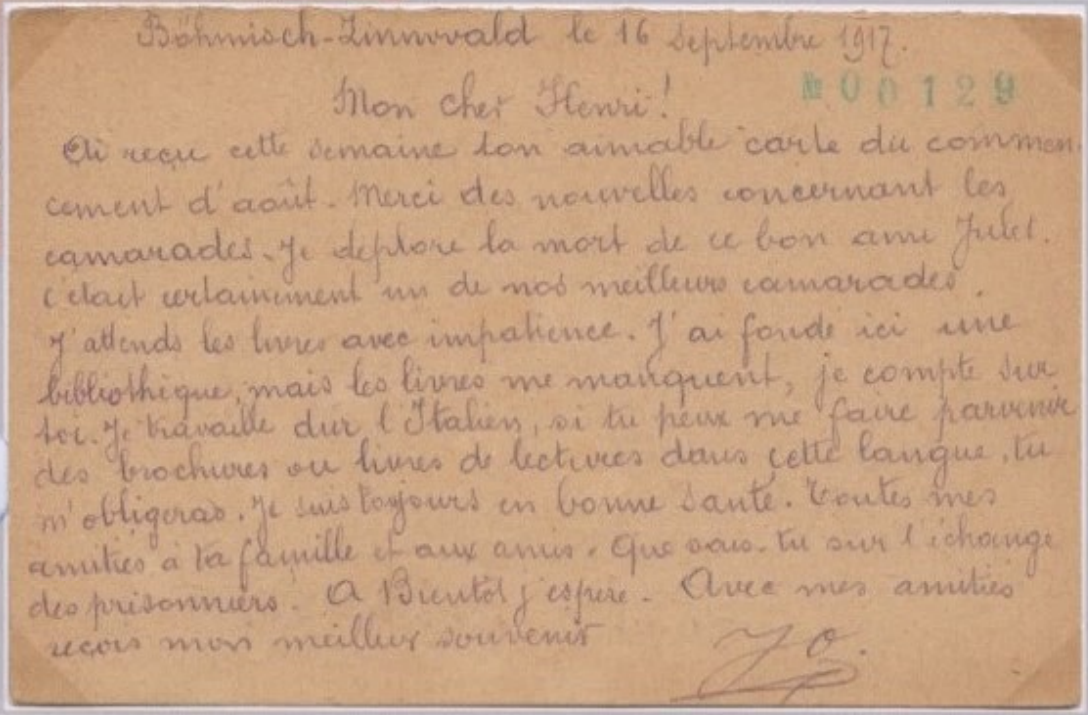 Böhmisch-Zinnwald le 16 Septembre 1917.
№ 00129
Mon cher Henri!
Ai reçu cette semaine ton aimable carte du commen-
cement d'août. Merci des nouvelles concernant les
camarades. Je déplore la mort de ce bon ami Jules.
c'était certainement un de nos meilleurs camarades.
J'attends les livres avec impatience. J'ai fondé ici une
bibliothèque, mais les livres me manquent, je compte sur
toi. Je travaille dur l'Italien, si tu peux me faire parvenir
des brochures ou livres de lectures dans cette langue, tu
m'obligeras. Je suis toujours en bonne santé. Toutes mes
amitiés à ta famille et aux amis. Que sais-tu sur l'échange
des prisonniers. A Bientôt j'espère. Avec mes amitiés
reçois mon meilleur souvenir